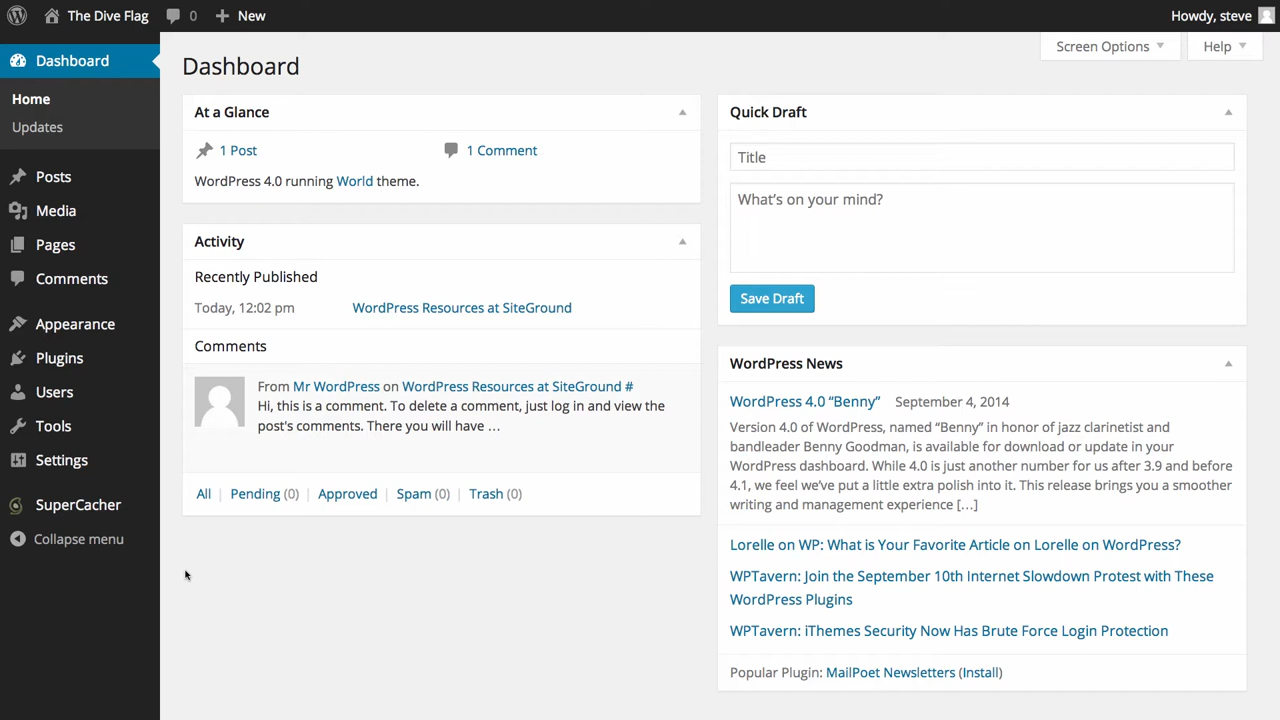 The Dive Flag 0 New Howdy, steve
Screen Options Help
Dashboard
Home
Updates
Posts
Media
Pages
Comments
Appearance
Plugins
Users
Tools
Settings
SuperCacher
Collapse menu
Dashboard
At a Glance
1 Post 1 Comment
WordPress 4.0 running World theme.
Activity
Recently Published
Today, 12:02 pm WordPress Resources at SiteGround
Comments
From Mr WordPress on WordPress Resources at SiteGround #
Hi, this is a comment. To delete a comment, just log in and view the
post's comments. There you will have …
All | Pending (0) | Approved | Spam (0) | Trash (0)
Quick Draft
Title
What's on your mind?
Save Draft
WordPress News
WordPress 4.0 “Benny” September 4, 2014
Version 4.0 of WordPress, named “Benny” in honor of jazz clarinetist and
bandleader Benny Goodman, is available for download or update in your
WordPress dashboard. While 4.0 is just another number for us after 3.9 and before
4.1, we feel we’ve put a little extra polish into it. This release brings you a smoother
writing and management experience […]
Lorelle on WP: What is Your Favorite Article on Lorelle on WordPress?
WPTavern: Join the September 10th Internet Slowdown Protest with These
WordPress Plugins
WPTavern: iThemes Security Now Has Brute Force Login Protection
Popular Plugin: MailPoet Newsletters (Install)